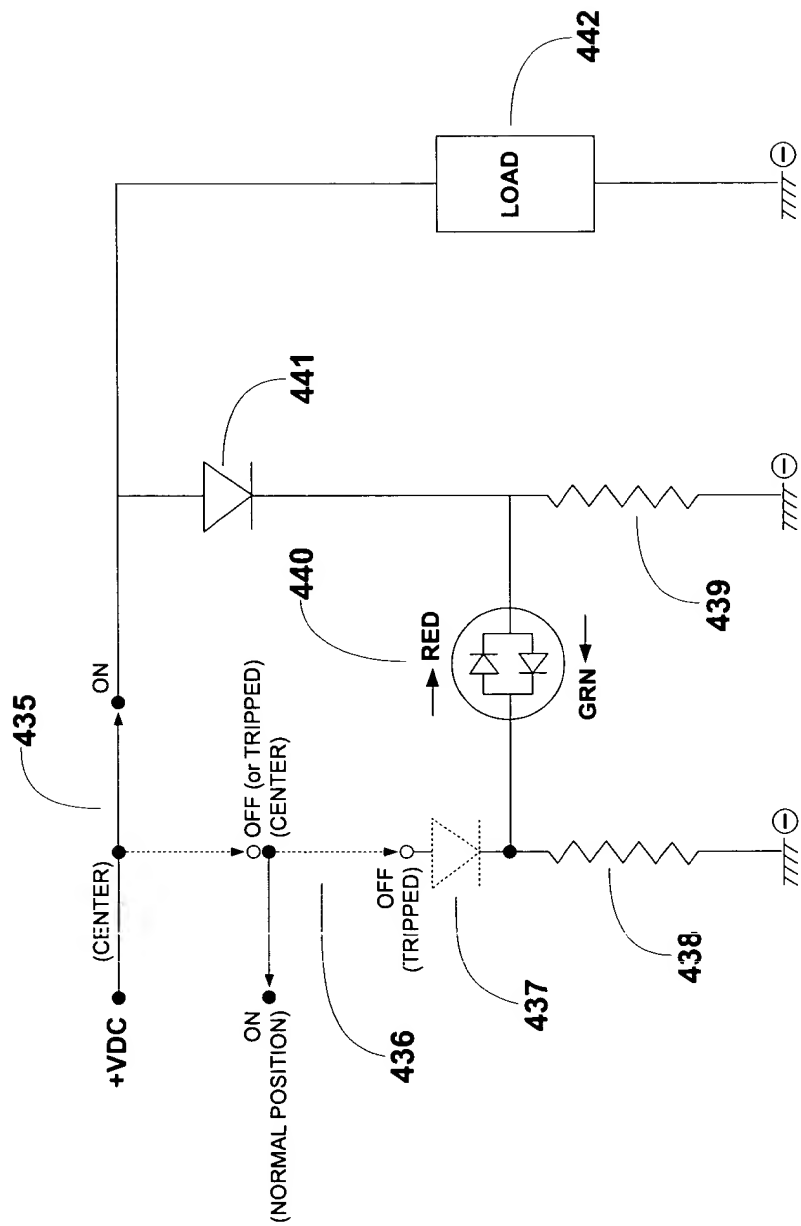 442
LOAD
⊖
441
440
439
⊖
435
ON
RED
GRN
(CENTER)
OFF (or TRIPPED)
(CENTER)
OFF
(TRIPPED)
438
⊖
437
436
+VDC
ON
(NORMAL POSITION)